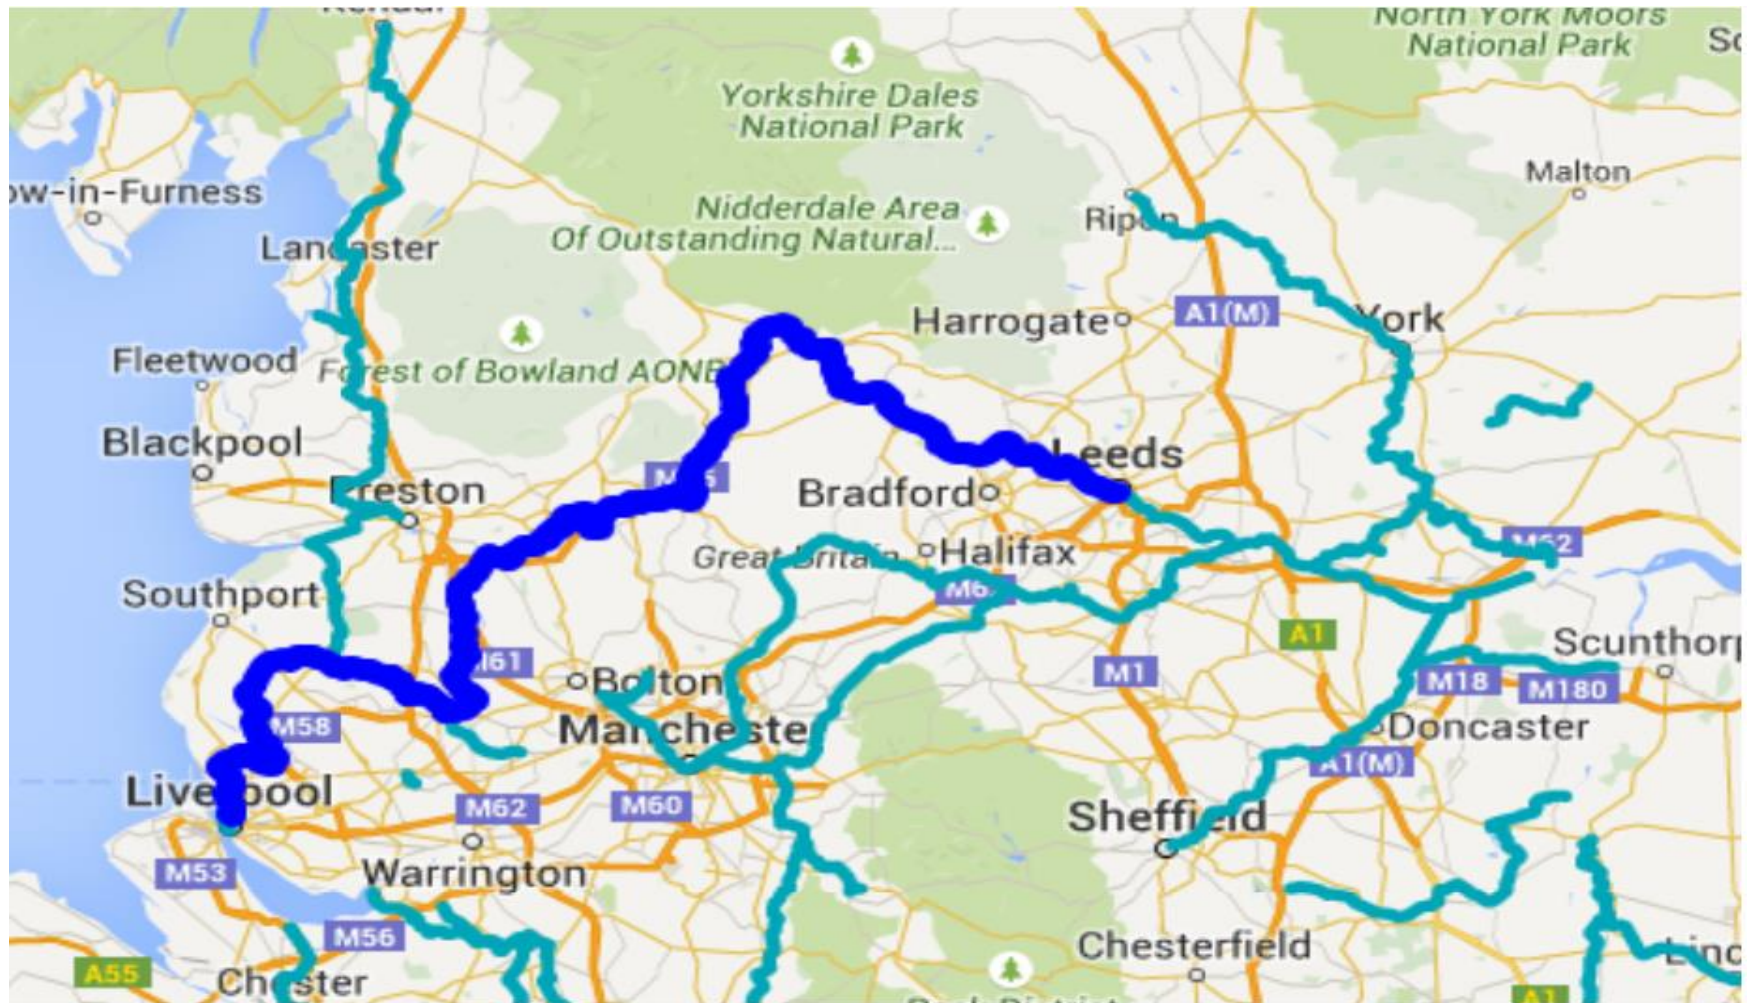 North York Moors
National Park
Yorkshire Dales
National Park
Malton
ow-in-Furness
Nidderdale Area
Of Outstanding Natural...
Ripon
Lancaster
A1(M)
Harrogate
York
Fleetwood
Forest of Bowland AONB
Blackpool
Leeds
Preston
Bradford
Great Britain
Halifax
M62
Southport
A1
Scunthorp
M61
Bolton
M1
M18
M180
M58
Manchester
Doncaster
A1(M)
Liverpool
M62
M60
Sheffield
M53
Warrington
M56
Chesterfield
Linc
A55
Chester
A1